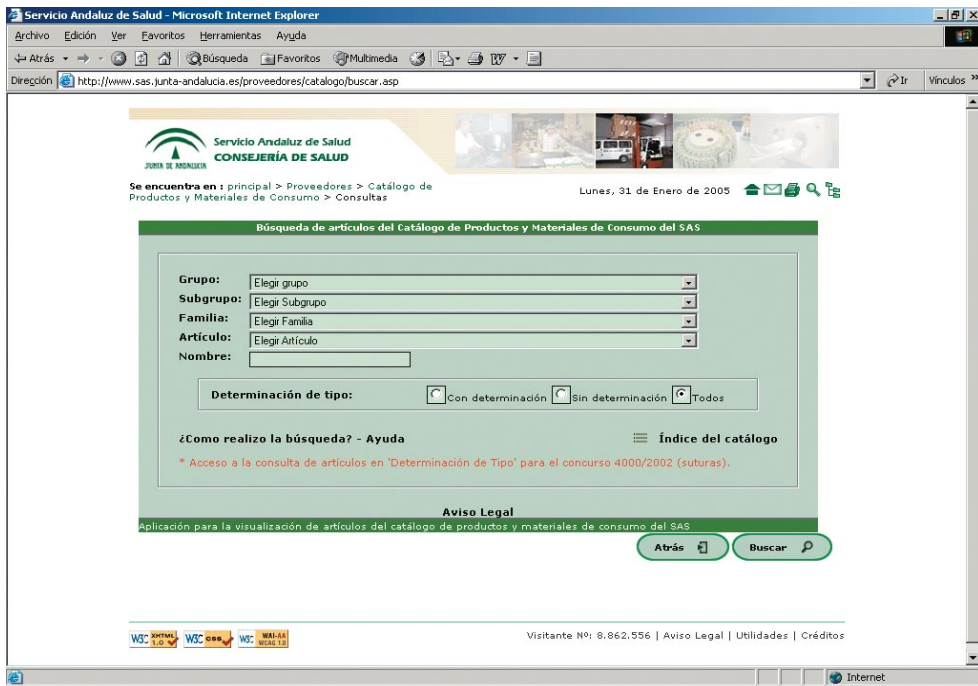 Servicio Andaluz de Salud - Microsoft Internet Explorer
Archivo Edición Ver Favoritos Herramientas Ayuda
Atrás Búsqueda Favoritos Multimedia
Dirección http://www.sas.junta-andalucia.es/proveedores/catalogo/buscar.asp Ir Vínculos »
JUNTA DE ANDALUCIA
Servicio Andaluz de Salud
CONSEJERÍA DE SALUD
Se encuentra en : principal > Proveedores > Catálogo de
Productos y Materiales de Consumo > Consultas
Lunes, 31 de Enero de 2005
Búsqueda de artículos del Catálogo de Productos y Materiales de Consumo del SAS
Grupo: Elegir grupo
Subgrupo: Elegir Subgrupo
Familia: Elegir Familia
Artículo: Elegir Artículo
Nombre:
Determinación de tipo: Con determinación Sin determinación Todos
¿Como realizo la búsqueda? - Ayuda Índice del catálogo
* Acceso a la consulta de artículos en 'Determinación de Tipo' para el concurso 4000/2002 (suturas).
Aviso Legal
Aplicación para la visualización de artículos del catálogo de productos y materiales de consumo del SAS
Atrás Buscar
W3C XHTML 1.0 W3C css W3C WAI-AA WCAG 1.0
Visitante Nº: 8.862.556 | Aviso Legal | Utilidades | Créditos
Internet